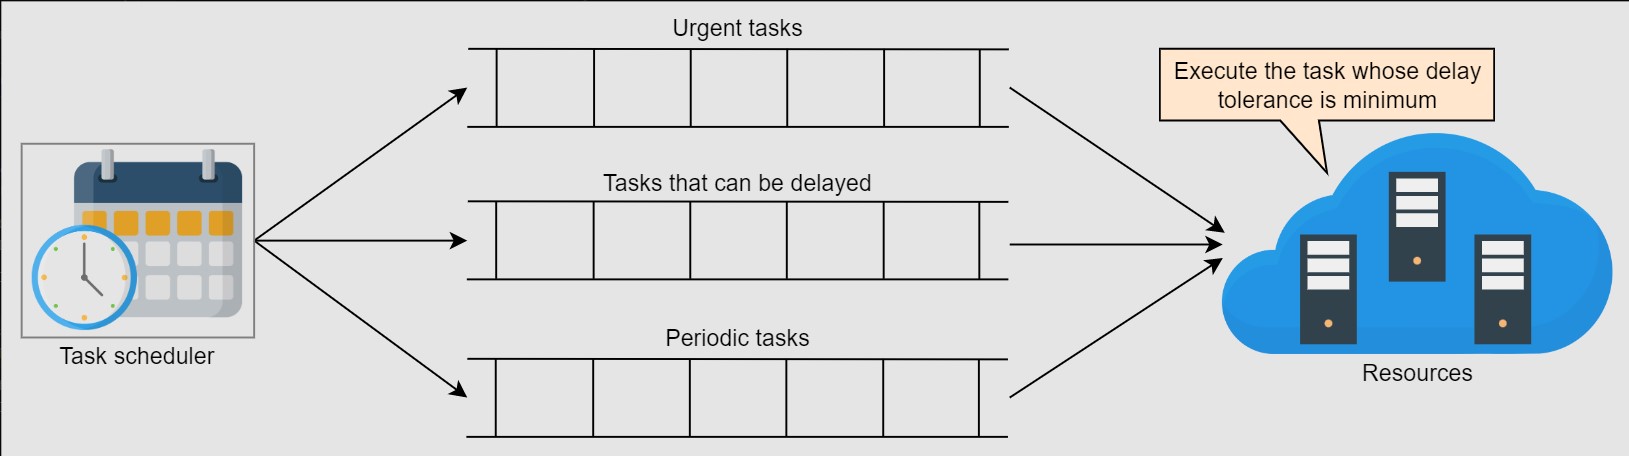 Urgent tasks
Execute the task whose delay
tolerance is minimum
Tasks that can be delayed
Task scheduler
Periodic tasks
Resources